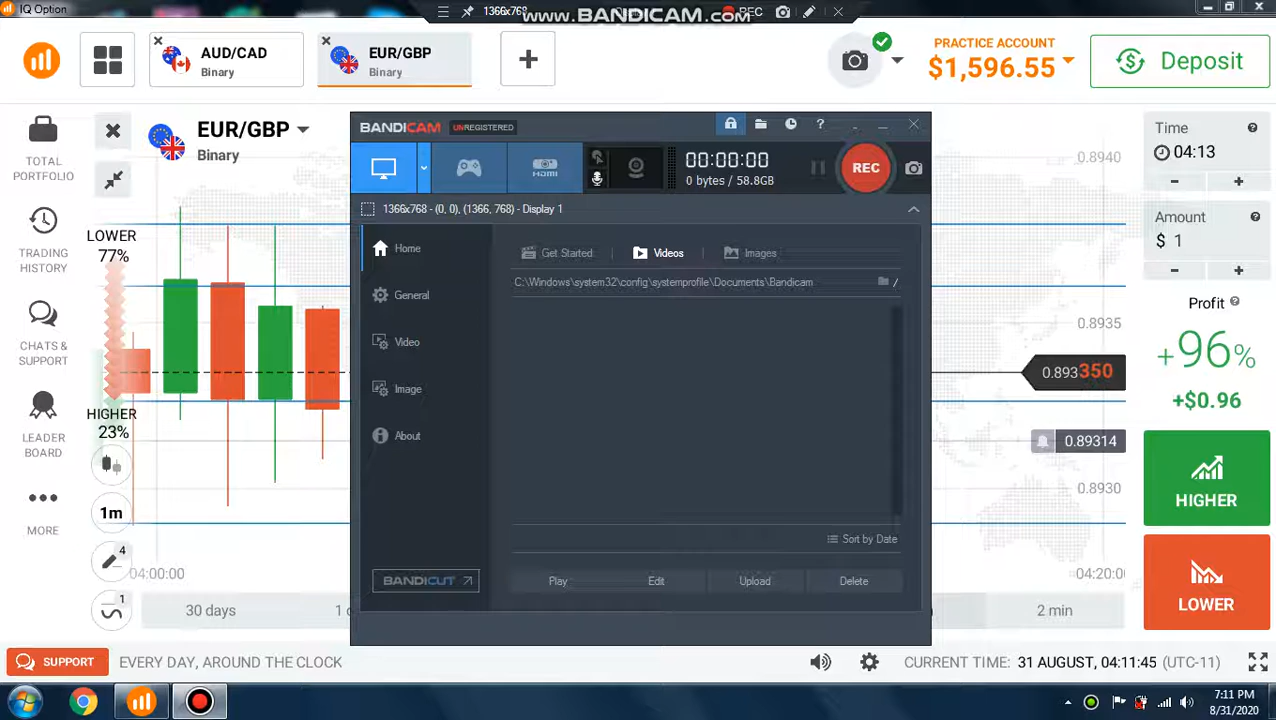 IQ Option
1366x768
www.BANDICAM.com
REC
AUD/CAD
Binary
EUR/GBP
Binary
PRACTICE ACCOUNT
$1,596.55
Deposit
TOTAL
PORTFOLIO
TRADING
HISTORY
CHATS &
SUPPORT
LEADER
BOARD
MORE
EUR/GBP
Binary
LOWER
77%
HIGHER
23%
1m
4
1
04:00:00
30 days
BANDICAM
UNREGISTERED
?
HDMI
00:00:00
0 bytes / 58.8GB
REC
1366x768 - (0, 0), (1366, 768) - Display 1
Home
General
Video
Image
About
BANDICUT
Get Started
Videos
Images
C:\Windows\system32\config\systemprofile\Documents\Bandicam
Sort by Date
Play
Edit
Upload
Delete
0.8940
0.8935
0.893350
0.89314
0.8930
04:20:00
2 min
Time
04:13
- +
Amount
$ 1
- +
Profit
+96%
+$0.96
HIGHER
LOWER
SUPPORT
EVERY DAY, AROUND THE CLOCK
CURRENT TIME: 31 AUGUST, 04:11:45 (UTC-11)
7:11 PM
8/31/2020